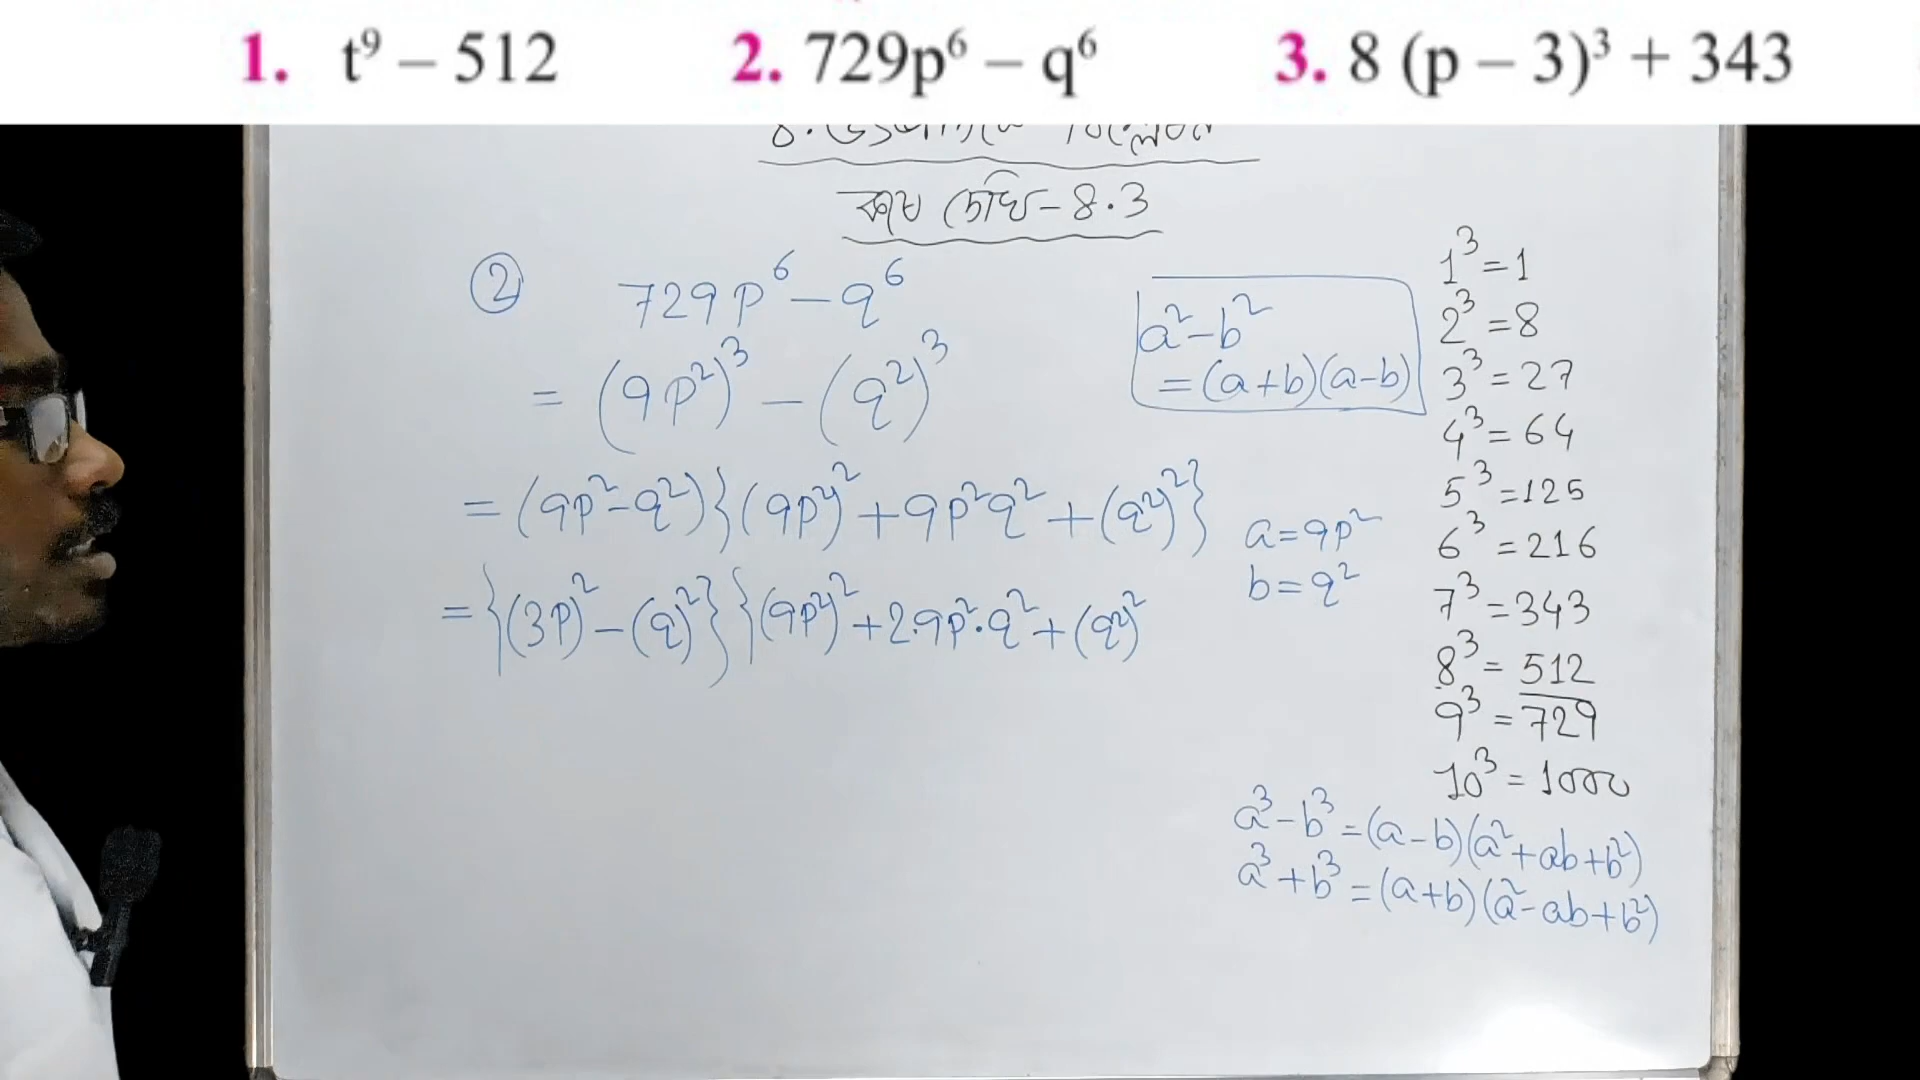 1. t⁹ – 512 2. 729p⁶ – q⁶ 3. 8 (p – 3)³ + 343
কষে দেখি – 8.3
② 729p⁶ – q⁶
= (9p²)³ – (q²)³
= (9p² – q²){(9p²)² + 9p²q² + (q²)²}
= {(3p)² – (q)²}{(9p²)² + 2.9p².q² + (q²)²
a² – b²
= (a+b)(a–b)
a = 9p²
b = q²
1³ = 1
2³ = 8
3³ = 27
4³ = 64
5³ = 125
6³ = 216
7³ = 343
8³ = 512
9³ = 729
10³ = 1000
a³ – b³ = (a – b)(a² + ab + b²)
a³ + b³ = (a + b)(a² – ab + b²)